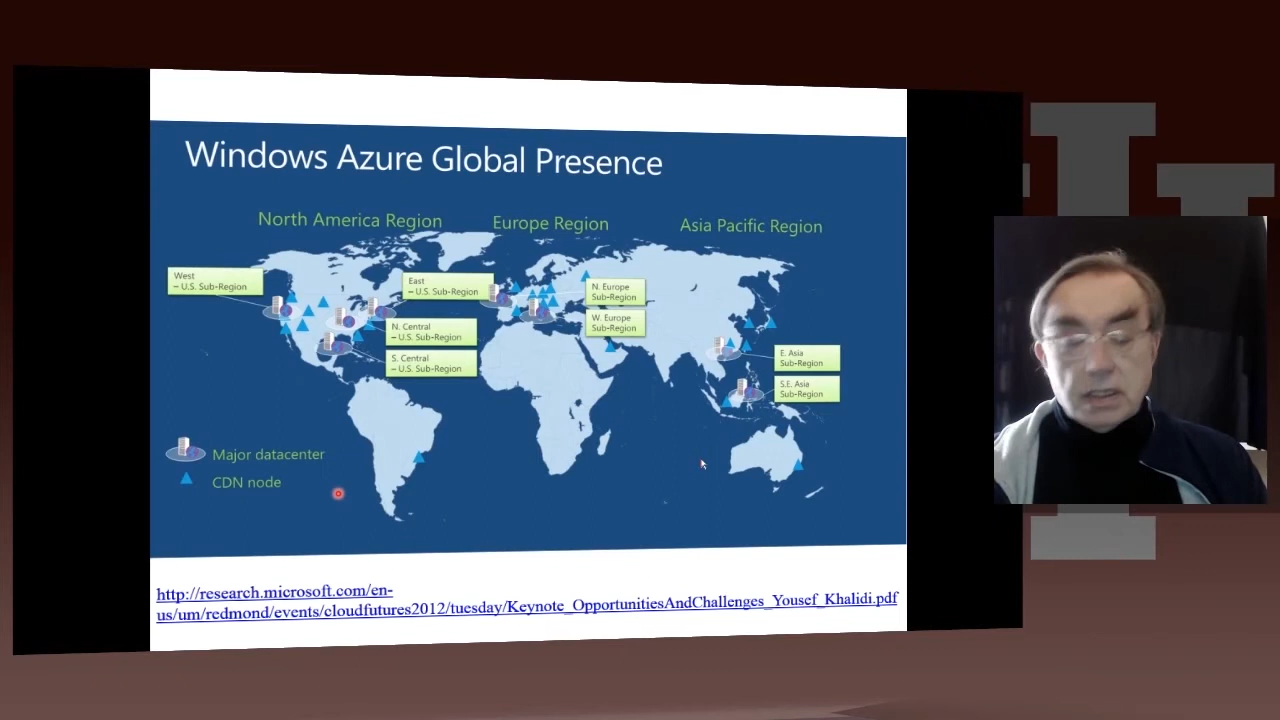 Windows Azure Global Presence
North America Region
Europe Region
Asia Pacific Region
West
– U.S. Sub-Region
East
– U.S. Sub-Region
N. Europe
Sub-Region
W. Europe
Sub-Region
N. Central
– U.S. Sub-Region
S. Central
– U.S. Sub-Region
E. Asia
Sub-Region
S.E. Asia
Sub-Region
Major datacenter
CDN node
http://research.microsoft.com/en-
us/um/redmond/events/cloudfutures2012/tuesday/Keynote_OpportunitiesAndChallenges_Yousef_Khalidi.pdf